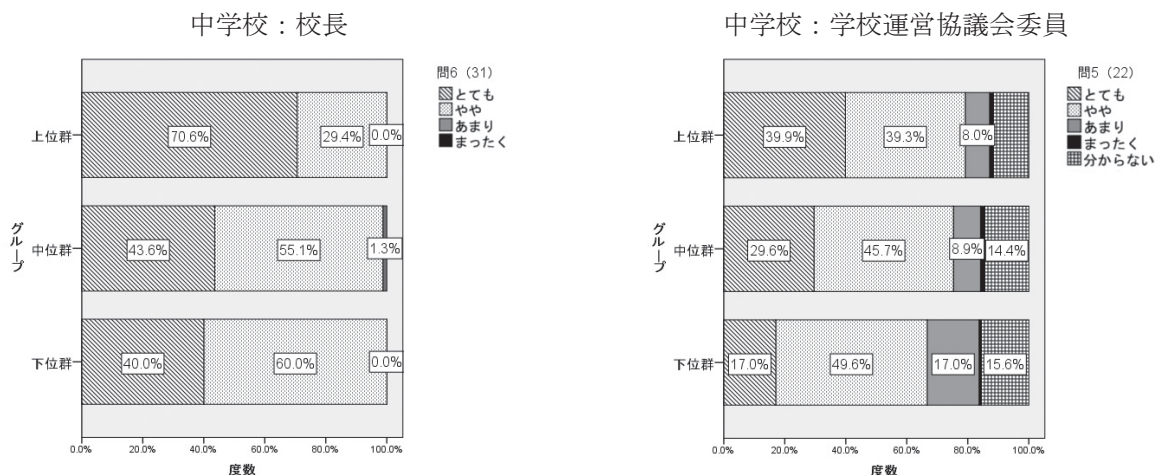 中学校：校長
問6（31）
とても
やや
あまり
まったく
上位群
70.6%
29.4%
0.0%
グループ
中位群
43.6%
55.1%
1.3%
下位群
40.0%
60.0%
0.0%
0.0%
20.0%
40.0%
60.0%
80.0%
100.0%
度数
中学校：学校運営協議会委員
問5（22）
とても
やや
あまり
まったく
分からない
上位群
39.9%
39.3%
8.0%
グループ
中位群
29.6%
45.7%
8.9%
14.4%
下位群
17.0%
49.6%
17.0%
15.6%
0.0%
20.0%
40.0%
60.0%
80.0%
100.0%
度数